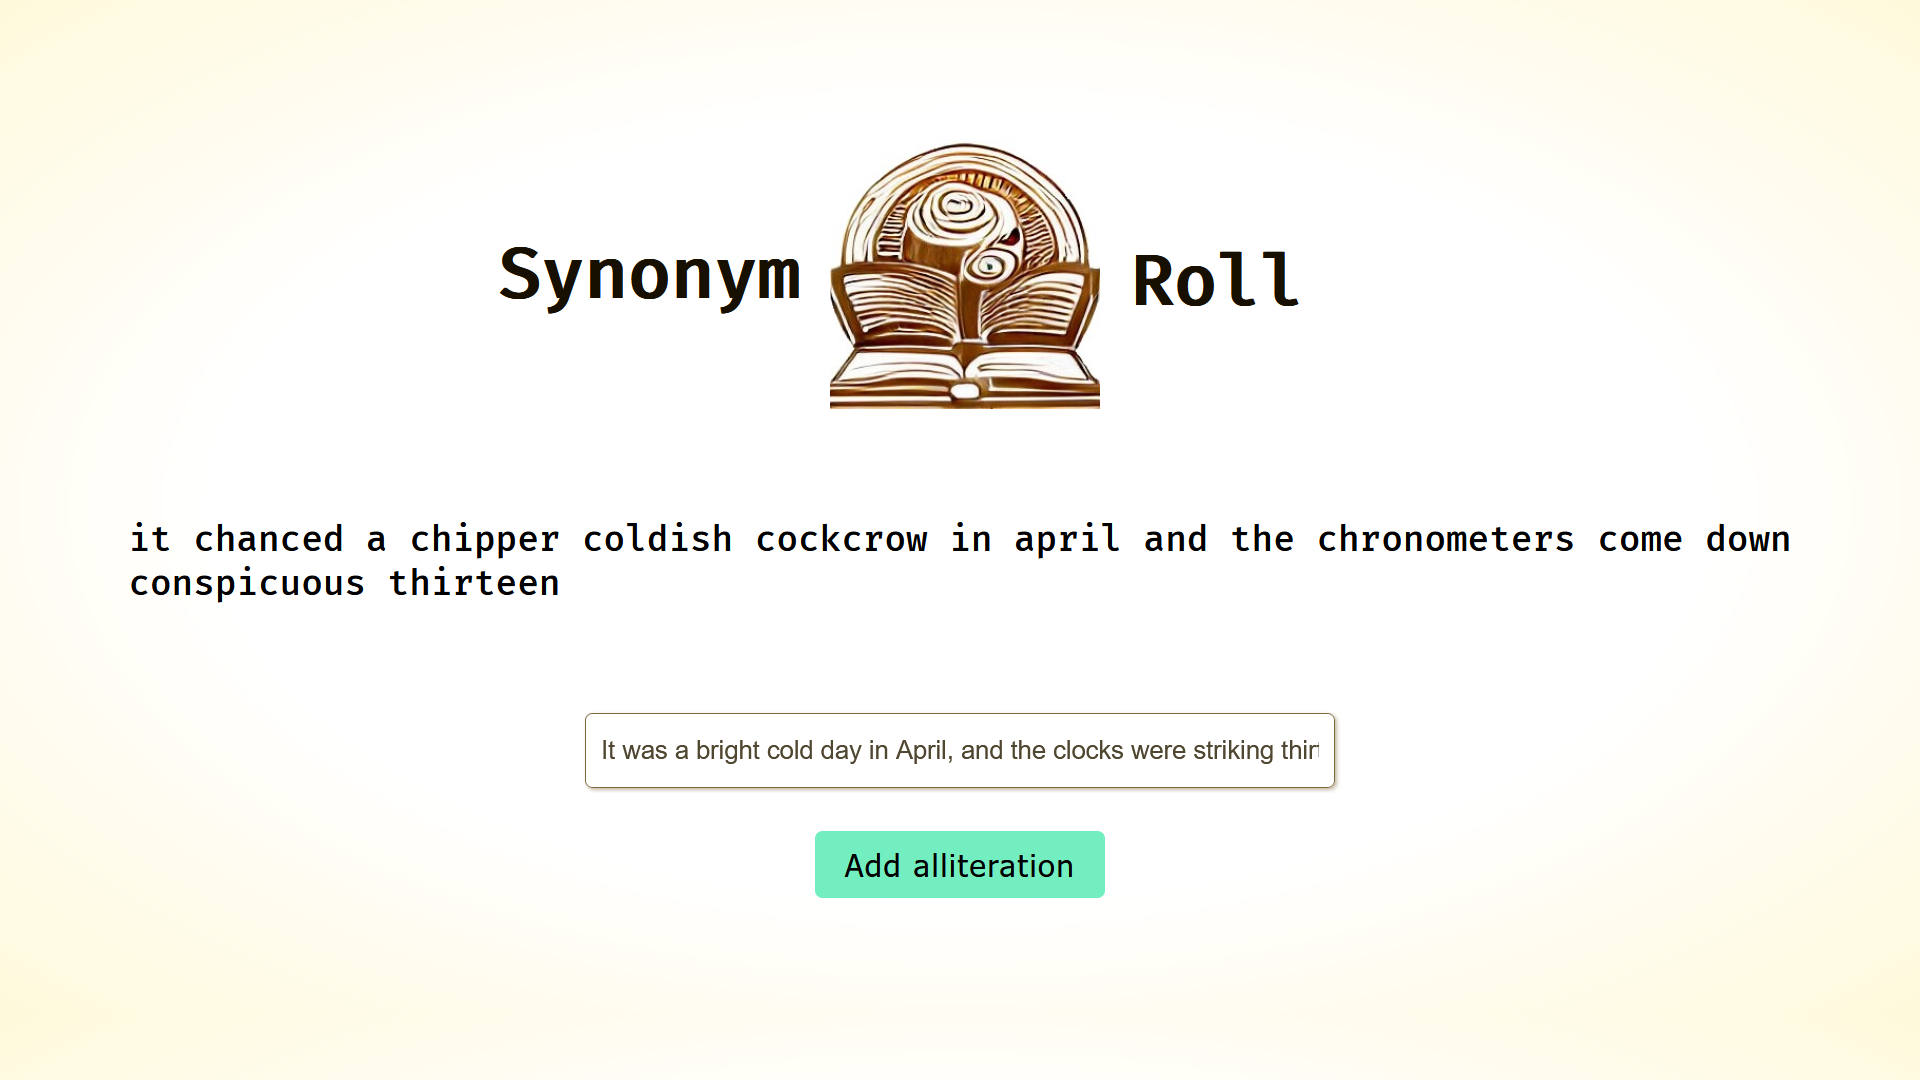 Synonym Roll
it chanced a chipper coldish cockcrow in april and the chronometers come down
conspicuous thirteen
It was a bright cold day in April, and the clocks were striking thir
Add alliteration